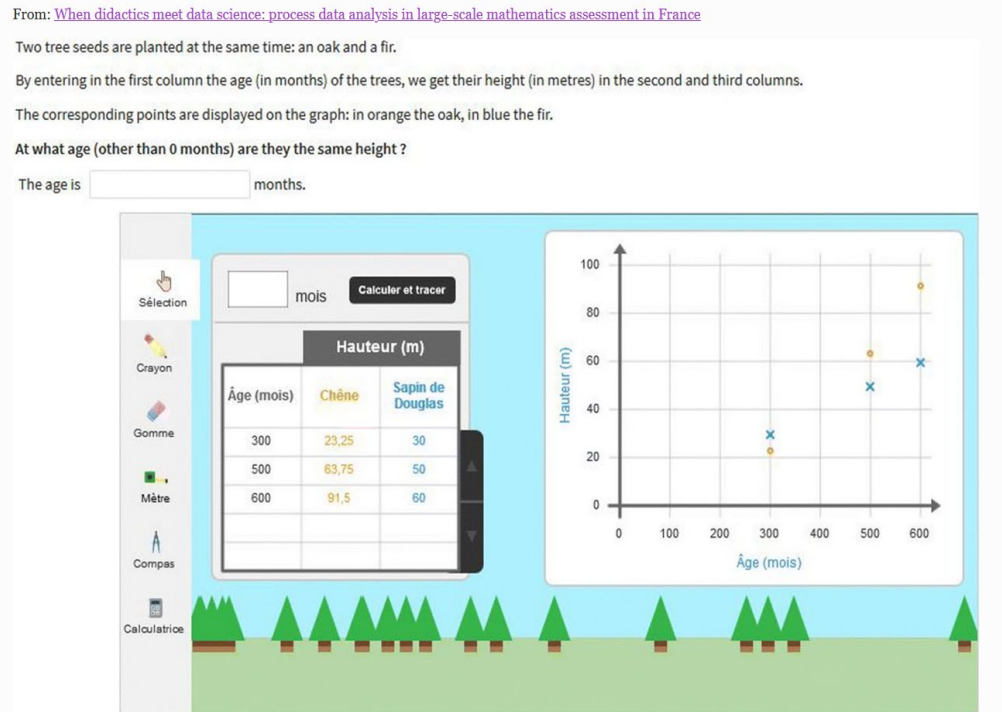 From: When didactics meet data science: process data analysis in large-scale mathematics assessment in France
Two tree seeds are planted at the same time: an oak and a fir.
By entering in the first column the age (in months) of the trees, we get their height (in metres) in the second and third columns.
The corresponding points are displayed on the graph: in orange the oak, in blue the fir.
At what age (other than 0 months) are they the same height ?
The age is months.
Sélection
Crayon
Gomme
Mètre
Compas
Calculatrice
mois
Calculer et tracer
Hauteur (m)
Âge (mois) Chêne Sapin de
Douglas
300 23,25 30
500 63,75 50
600 91,5 60
Hauteur (m)
100
80
60
40
20
0
0 100 200 300 400 500 600
Âge (mois)